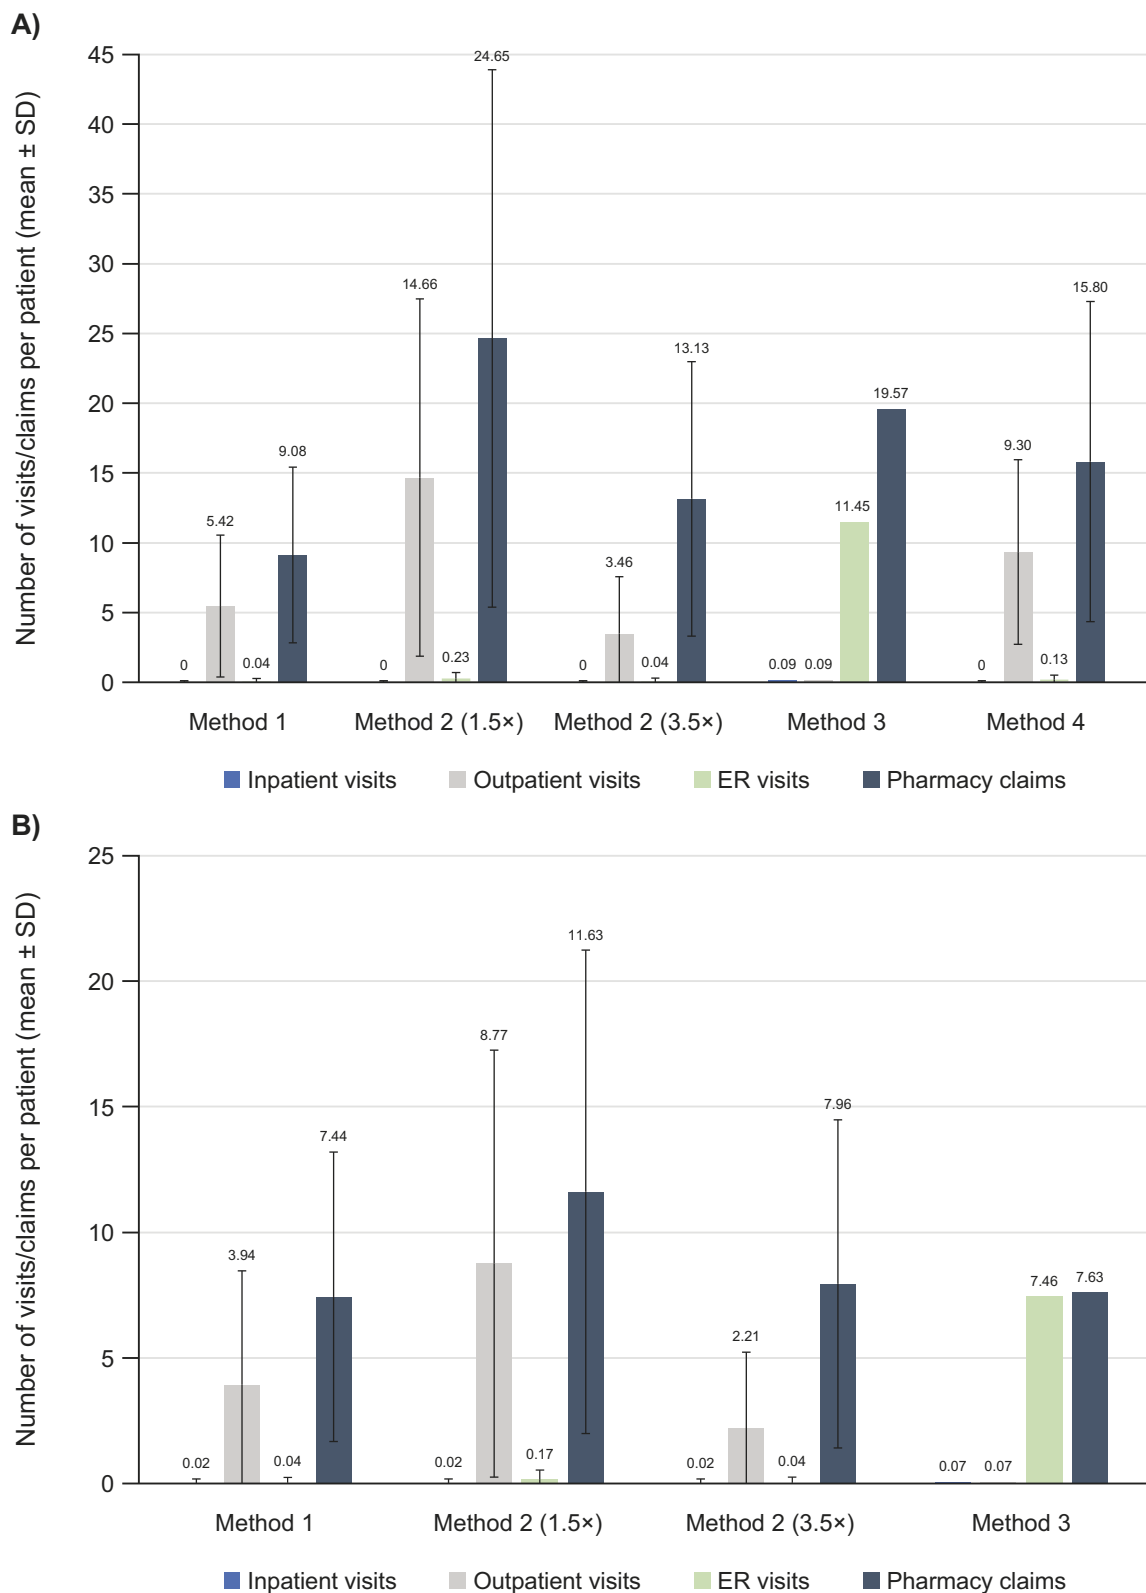 A)
Number of visits/claims per patient (mean ± SD)
45
40
35
30
25
20
15
10
5
0
0
5.42
0.04
9.08
0
14.66
0.23
24.65
0
3.46
0.04
13.13
0.09
0.09
11.45
19.57
0
9.30
0.13
15.80
Method 1
Method 2 (1.5×)
Method 2 (3.5×)
Method 3
Method 4
Inpatient visits
Outpatient visits
ER visits
Pharmacy claims
B)
Number of visits/claims per patient (mean ± SD)
25
20
15
10
5
0
0.02
3.94
0.04
7.44
0.02
8.77
0.17
11.63
0.02
2.21
0.04
7.96
0.07
0.07
7.46
7.63
Method 1
Method 2 (1.5×)
Method 2 (3.5×)
Method 3
Inpatient visits
Outpatient visits
ER visits
Pharmacy claims